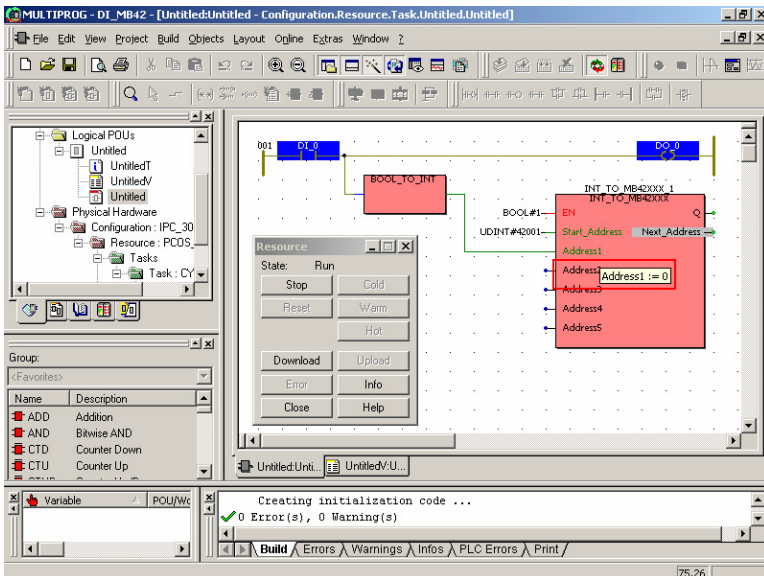 MULTIPROG - DI_MB42 - [Untitled:Untitled - Configuration.Resource.Task.Untitled.Untitled]
File Edit View Project Build Objects Layout Online Extras Window ?
Logical POUs
Untitled
UntitledT
UntitledV
Untitled
Physical Hardware
Configuration : IPC_30
Resource : PCOS_
Tasks
Task : CY
Group:
<Favorites>
Name Description
ADD Addition
AND Bitwise AND
CTD Counter Down
CTU Counter Up
001 DI_0 DO_0
BOOL_TO_INT
INT_TO_MB42XXX_1
INT_TO_MB42XXX
BOOL#1 EN Q
UDINT#42001 Start_Address Next_Address
Address1
Address2
Address1 := 0
Address3
Address4
Address5
Resource
State: Run
Stop Cold
Reset Warm
Hot
Download Upload
Error Info
Close Help
Untitled:Unti... UntitledV:U...
Variable POU/Wo
Creating initialization code ...
0 Error(s), 0 Warning(s)
Build Errors Warnings Infos PLC Errors Print
75,26